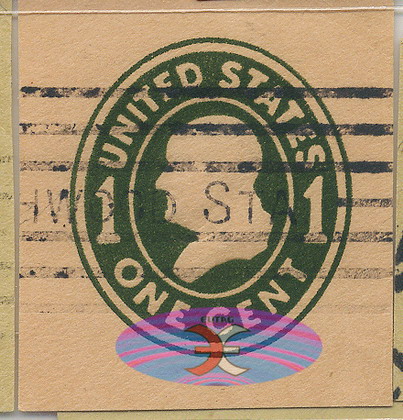 UNITED STATES
1 1
WOOD STA
ONE CENT